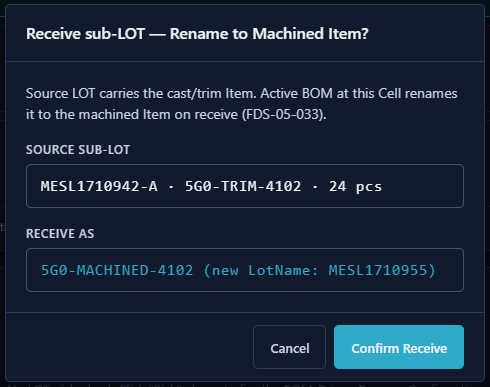 Receive sub-LOT — Rename to Machined Item?
Source LOT carries the cast/trim Item. Active BOM at this Cell renames
it to the machined Item on receive (FDS-05-033).
SOURCE SUB-LOT
MESL1710942-A · 5G0-TRIM-4102 · 24 pcs
RECEIVE AS
5G0-MACHINED-4102 (new LotName: MESL1710955)
Cancel
Confirm Receive